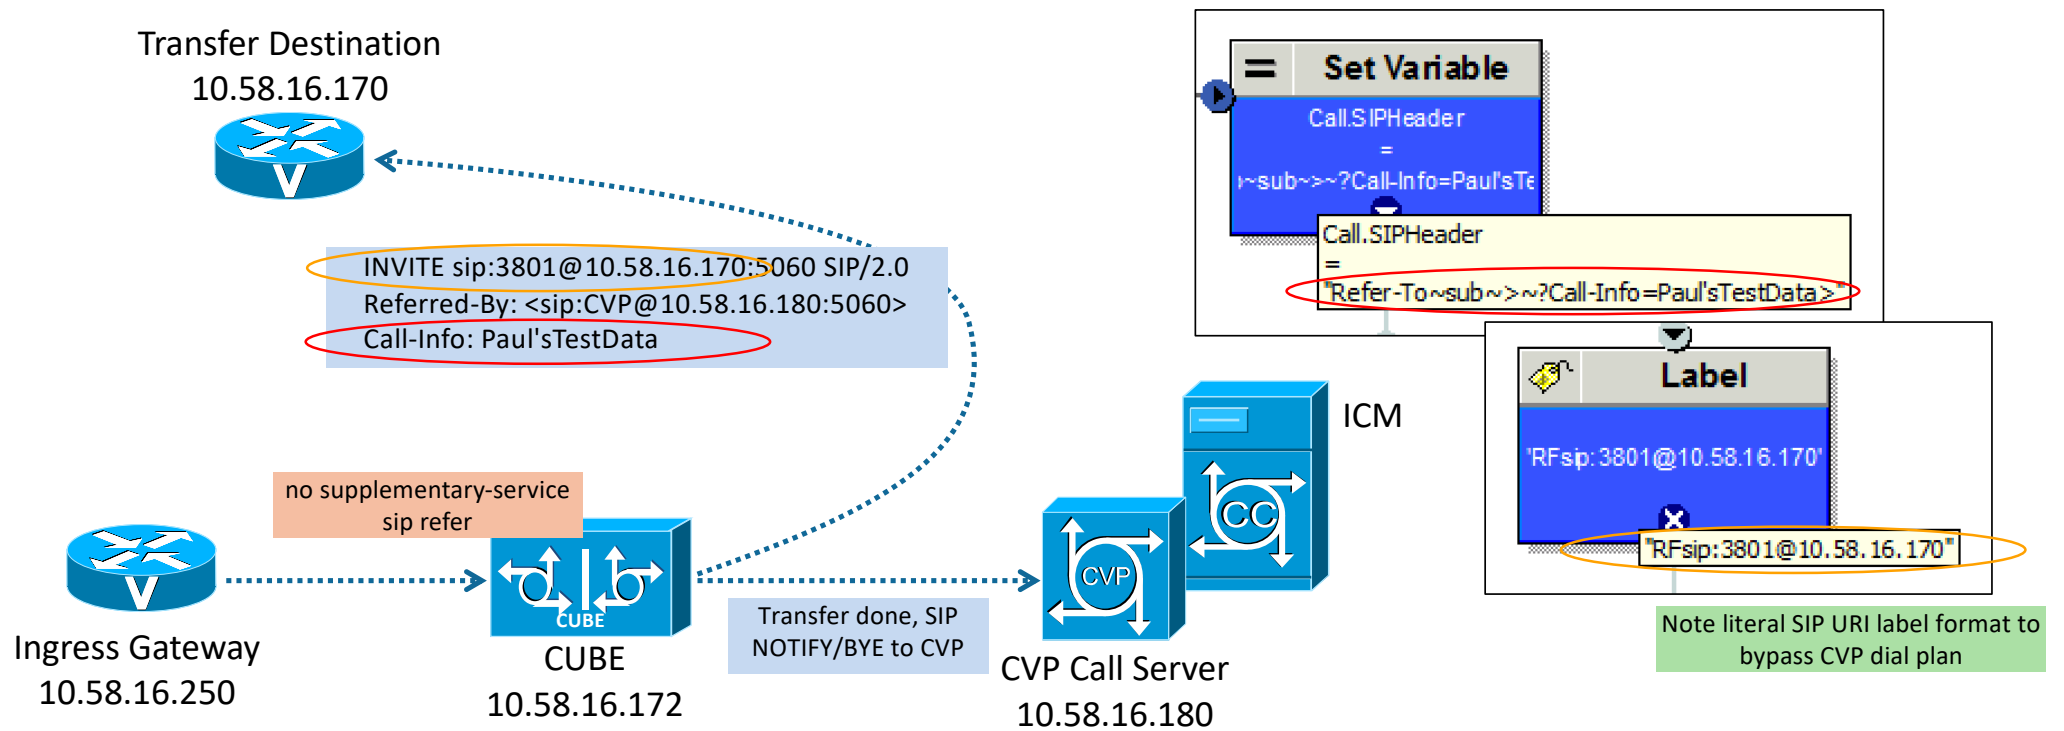 Transfer Destination
10.58.16.170
V
INVITE sip:3801@10.58.16.170:5060 SIP/2.0
Referred-By: <sip:CVP@10.58.16.180:5060>
Call-Info: Paul'sTestData
no supplementary-service
sip refer
V
Ingress Gateway
10.58.16.250
CUBE
CUBE
10.58.16.172
Transfer done, SIP
NOTIFY/BYE to CVP
CVP
CVP Call Server
10.58.16.180
CC
ICM
Set Variable
Call.SIPHeader
=
~sub~>~?Call-Info=Paul'sTe
Call.SIPHeader
=
"Refer-To~sub~>~?Call-Info=Paul'sTestData>"
Label
"RFsip:3801@10.58.16.170"
"RFsip:3801@10.58.16.170"
Note literal SIP URI label format to
bypass CVP dial plan